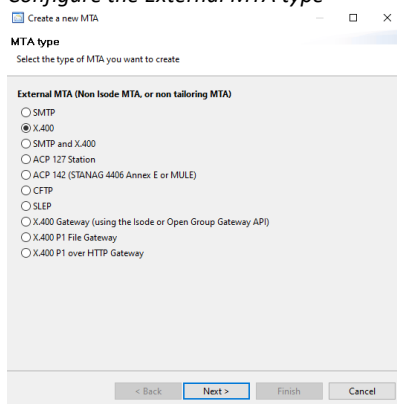 Configure the External MTA type
Create a new MTA
MTA type
Select the type of MTA you want to create
External MTA (Non Isode MTA, or non tailoring MTA)
SMTP
X.400
SMTP and X.400
ACP 127 Station
ACP 142 (STANAG 4406 Annex E or MULE)
CFTP
SLEP
X.400 Gateway (using the Isode or Open Group Gateway API)
X.400 P1 File Gateway
X.400 P1 over HTTP Gateway
< Back Next > Finish Cancel